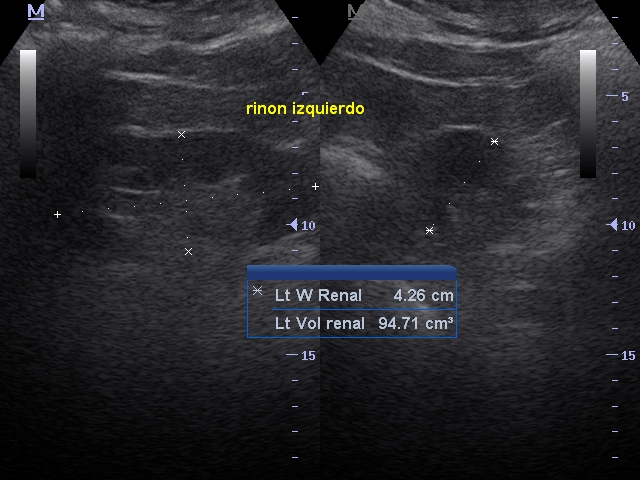 M
M
5
rinon izquierdo
5
10
10
Lt W Renal 4.26 cm
Lt Vol renal 94.71 cm³
15
15